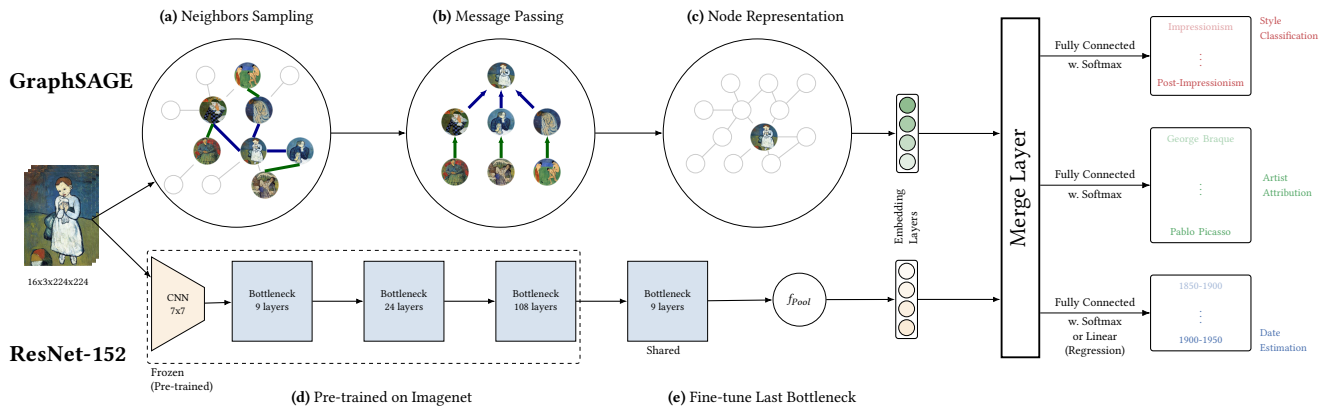 (a) Neighbors Sampling
(b) Message Passing
(c) Node Representation
GraphSAGE
16x3x224x224
ResNet-152
CNN
7x7
Bottleneck
9 layers
Bottleneck
24 layers
Bottleneck
108 layers
Bottleneck
9 layers
Shared
Frozen
(Pre-trained)
(d) Pre-trained on Imagenet
(e) Fine-tune Last Bottleneck
fPool
Embedding
Layers
Merge Layer
Fully Connected
w. Softmax
Impressionism
Post-Impressionism
Style
Classification
Fully Connected
w. Softmax
George Braque
Pablo Picasso
Artist
Attribution
Fully Connected
w. Softmax
or Linear
(Regression)
1850-1900
1900-1950
Date
Estimation